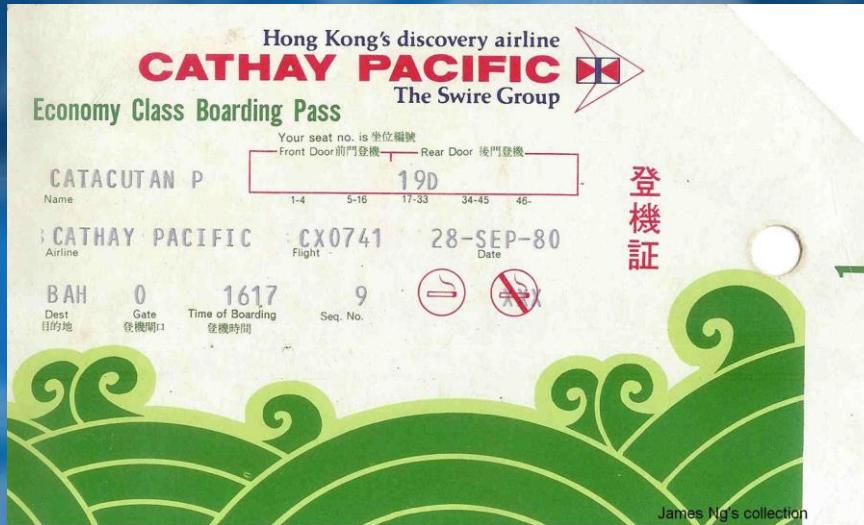 Hong Kong's discovery airline
CATHAY PACIFIC
The Swire Group
Economy Class Boarding Pass
Your seat no. is 坐位編號
Front Door 前門登機 Rear Door 後門登機
CATACUTAN P 19D
Name 1-4 5-16 17-33 34-45 46-
CATHAY PACIFIC CX0741 28-SEP-80
Airline Flight Date
BAH 0 1617 9 XXX
Dest Gate Time of Boarding Seq. No.
目的地 登機閘口 登機時間
登機証
James Ng's collection